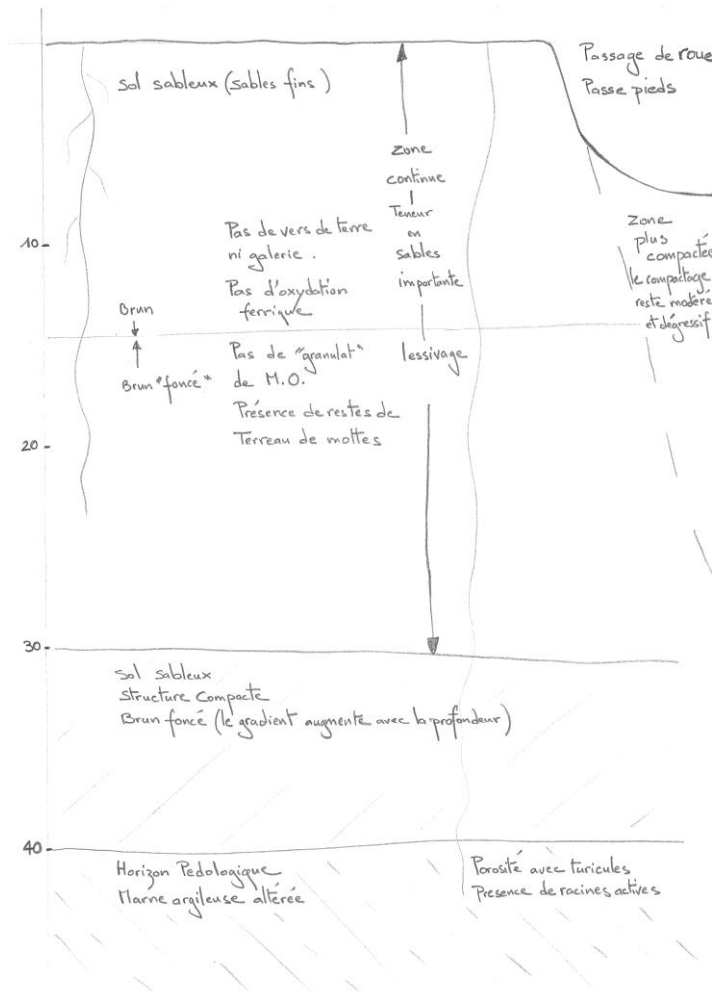 Sol sableux (sables fins)
Passage de roue
Passe pieds
Zone
continue
Teneur
en
sables
importante
lessivage
Pas de vers de terre
ni galerie.
Pas d'oxydation
ferrique
Zone
plus
compactée
le compactage
reste modéré
et dégressif
10
Brun
Brun "foncé"
Pas de "granulat"
de M.O.
Présence de restes de
Terreau de mottes
20
30
Sol sableux
Structure Compacte
Brun foncé (le gradient augmente avec la profondeur)
40
Horizon Pedologique
Marne argileuse altérée
Porosité avec turicules
Presence de racines actives